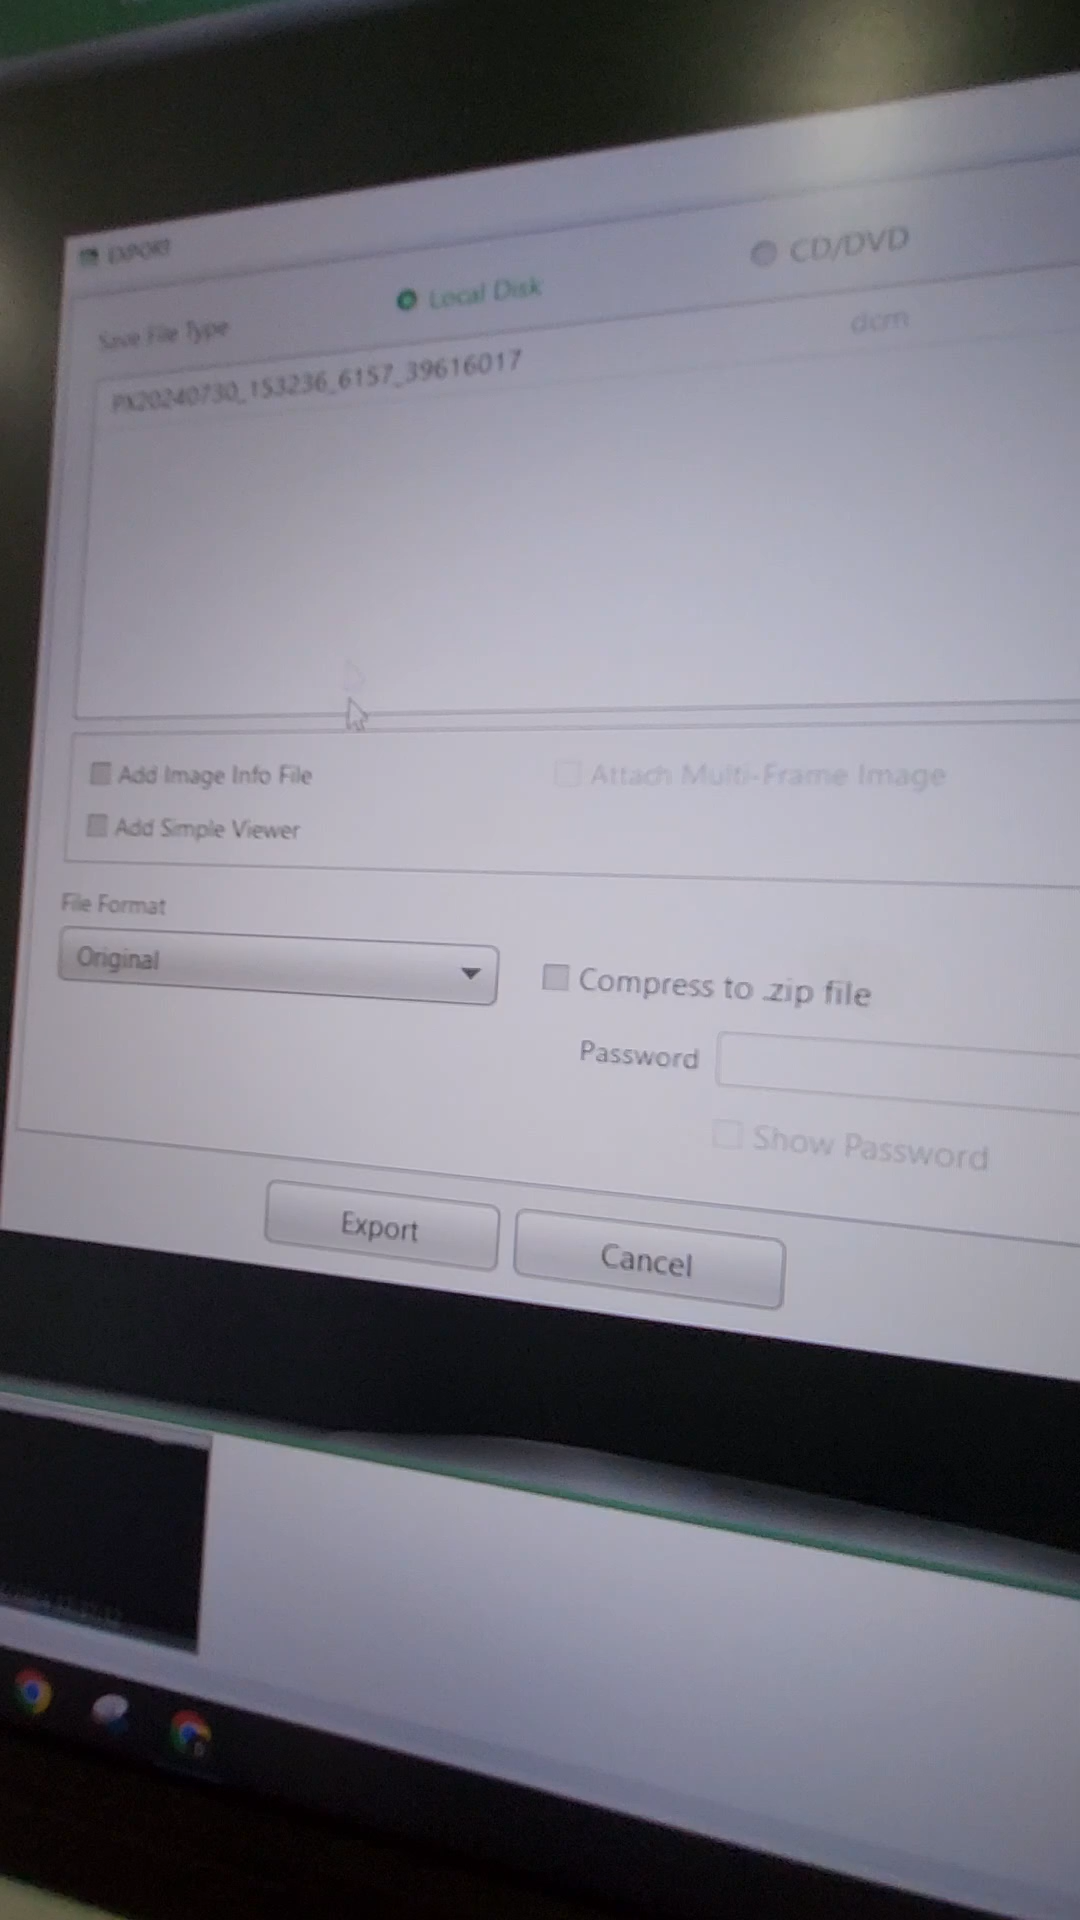 EXPORT
Save File Type
Local Disk
CD/DVD
PX20240730_153236_6157_39616017
dcm
Add Image Info File
Attach Multi-Frame Image
Add Simple Viewer
File Format
Original
Compress to .zip file
Password
Show Password
Export
Cancel